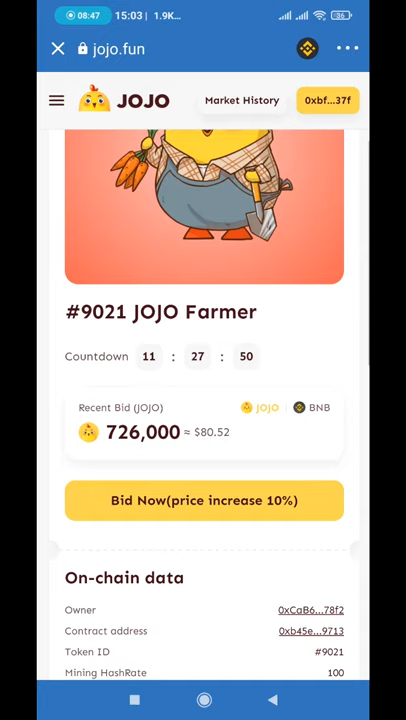 08:47 15:03 1.9K... 36
jojo.fun
JOJO Market History 0xbf...37f
#9021 JOJO Farmer
Countdown 11 : 27 : 50
Recent Bid (JOJO) JOJO BNB
726,000 ≈ $80.52
Bid Now(price increase 10%)
On-chain data
Owner 0xCaB6...78f2
Contract address 0xb45e...9713
Token ID #9021
Mining HashRate 100